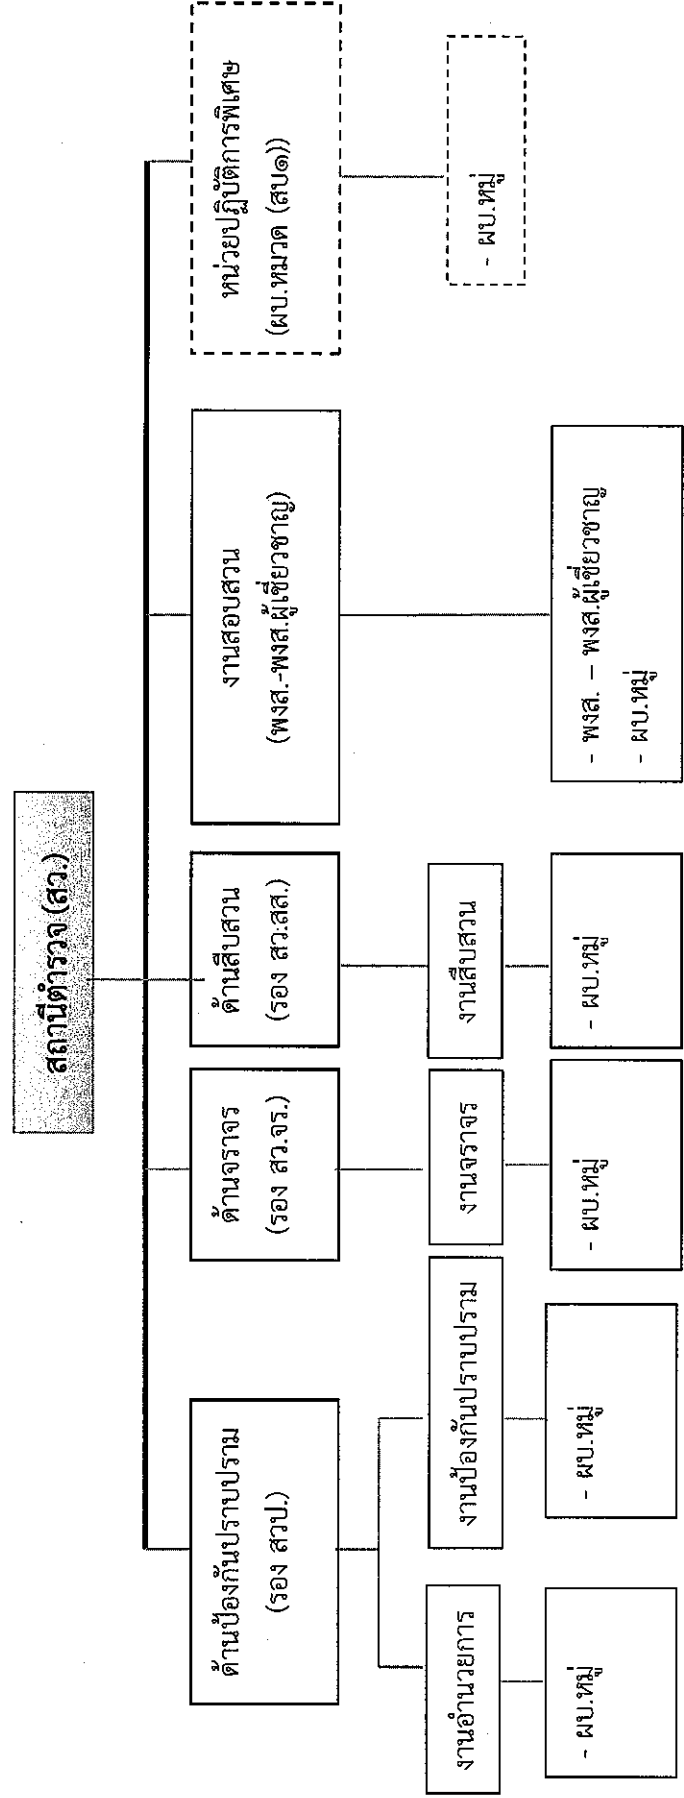 สถานีตำรวจ (สว.)
ด้านป้องกันปราบปราม
(รอง สวป.)
ด้านจราจร
(รอง สว.จร.)
ด้านสืบสวน
(รอง สว.สส.)
งานสอบสวน
(พงส.-พงส.ผู้เชี่ยวชาญ)
หน่วยปฏิบัติการพิเศษ
(ผบ.หมวด (สบ๑))
งานอำนวยการ
งานป้องกันปราบปราม
งานจราจร
งานสืบสวน
- ผบ.หมู่
- ผบ.หมู่
- ผบ.หมู่
- ผบ.หมู่
- พงส. – พงส.ผู้เชี่ยวชาญ
- ผบ.หมู่
- ผบ.หมู่